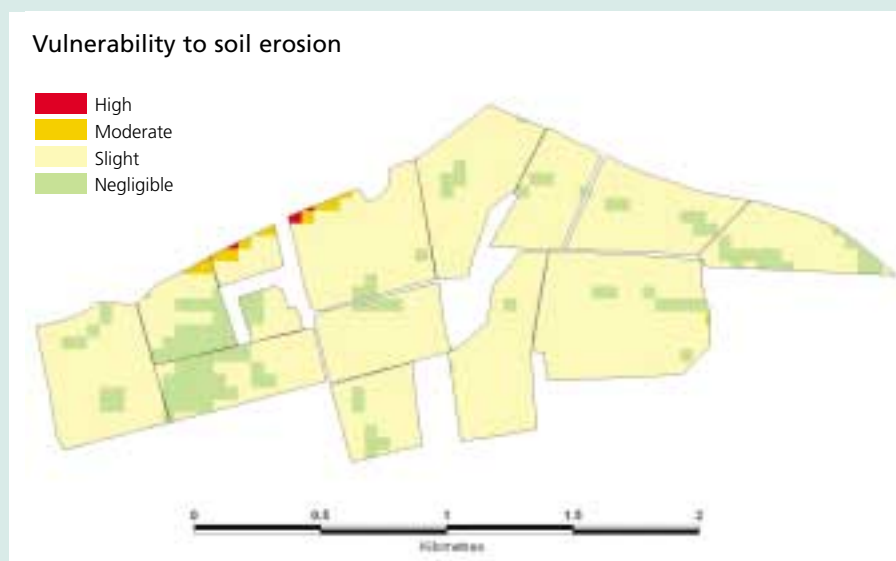 Vulnerability to soil erosion
High
Moderate
Slight
Negligible
0 0.5 1 1.5 2
Kilometres